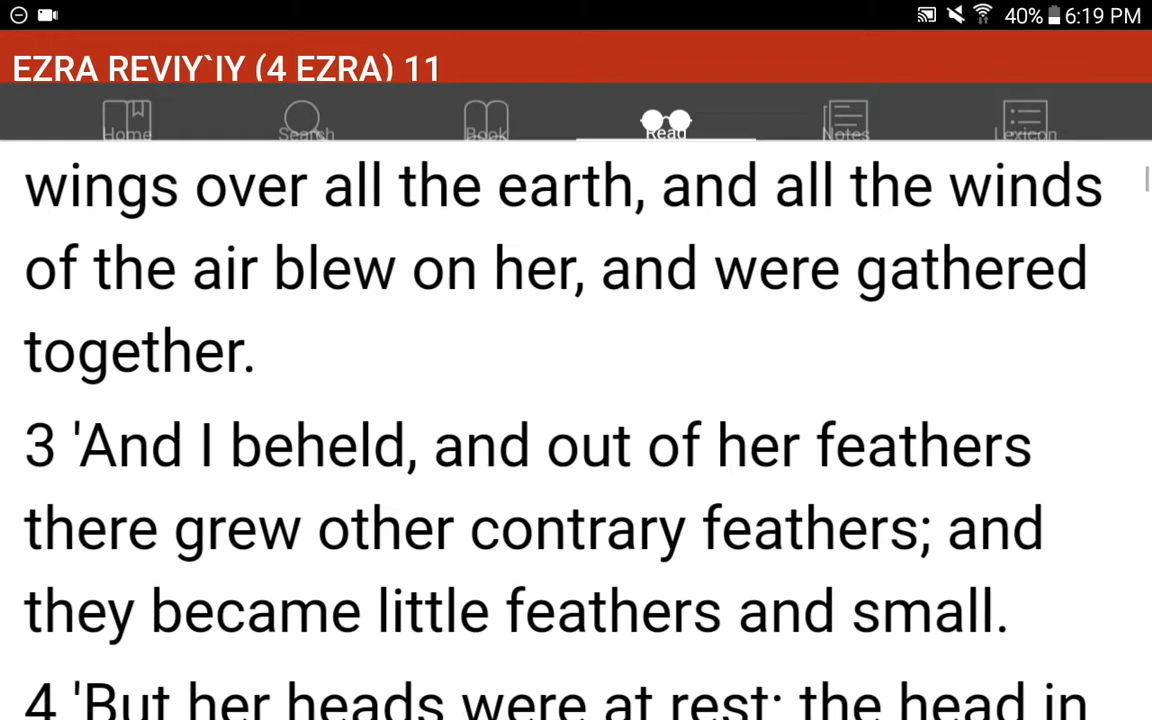 40% 6:19 PM
EZRA REVIY`IY (4 EZRA) 11
Home Search Book Read Notes Lexicon
wings over all the earth, and all the winds
of the air blew on her, and were gathered
together.
3 'And I beheld, and out of her feathers
there grew other contrary feathers; and
they became little feathers and small.
4 'But her heads were at rest: the head in